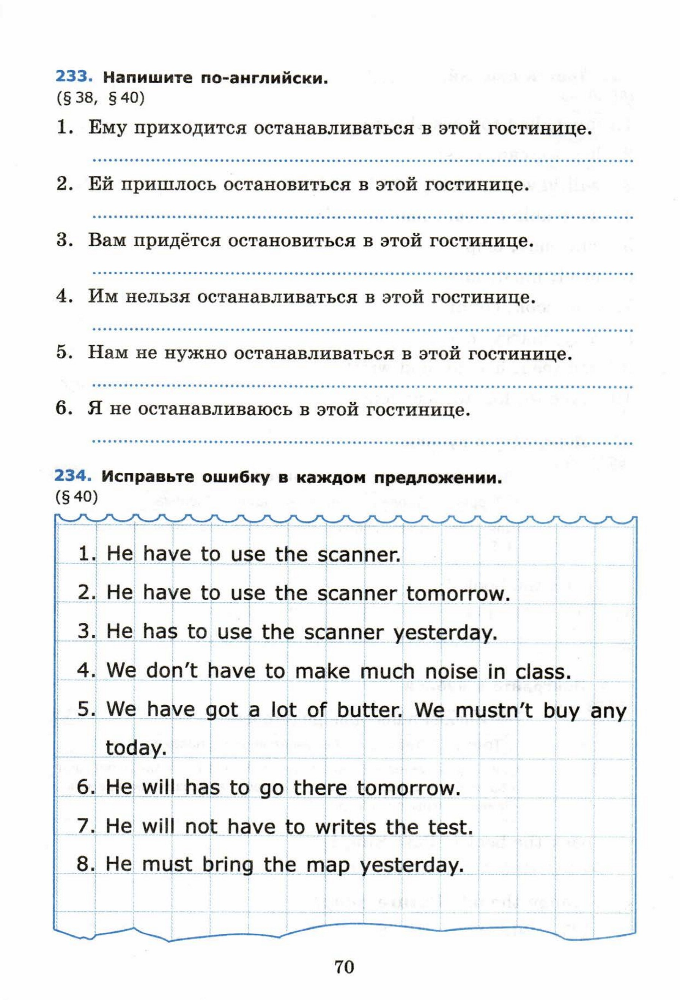 233. Напишите по-английски.
(§ 38, § 40)
1. Ему приходится останавливаться в этой гостинице.
2. Ей пришлось остановиться в этой гостинице.
3. Вам придётся остановиться в этой гостинице.
4. Им нельзя останавливаться в этой гостинице.
5. Нам не нужно останавливаться в этой гостинице.
6. Я не останавливаюсь в этой гостинице.
234. Исправьте ошибку в каждом предложении.
(§ 40)
1. He have to use the scanner.
2. He have to use the scanner tomorrow.
3. He has to use the scanner yesterday.
4. We don't have to make much noise in class.
5. We have got a lot of butter. We mustn't buy any
today.
6. He will has to go there tomorrow.
7. He will not have to writes the test.
8. He must bring the map yesterday.
70